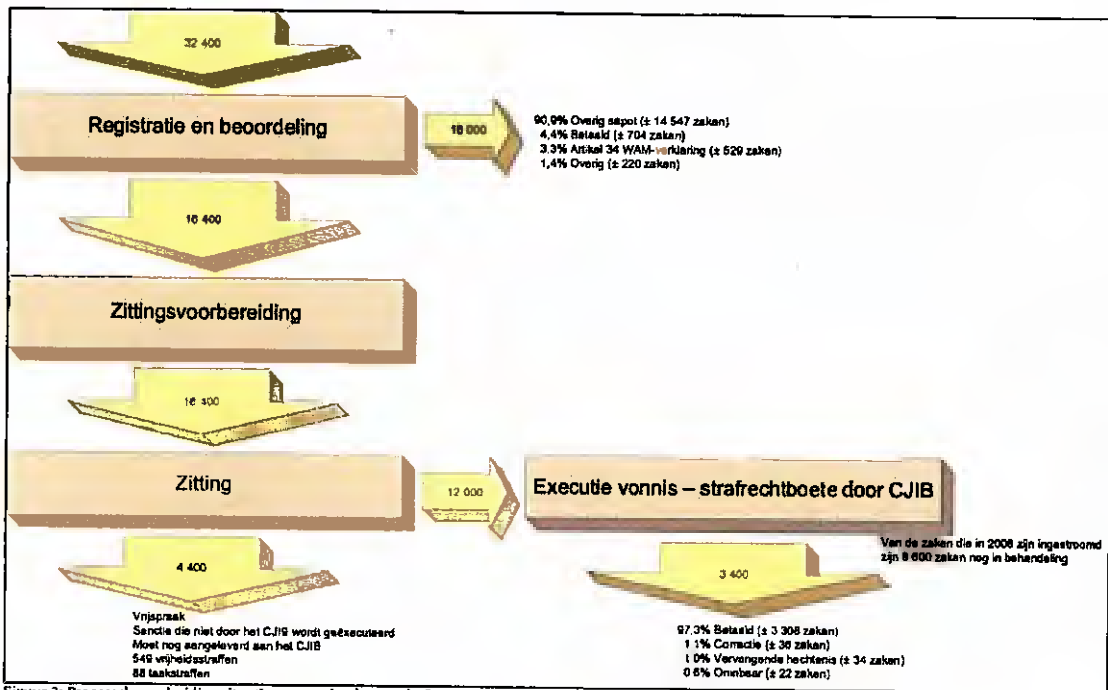 32 400
Registratie en beoordeling
16 000
90,9% Overig sepot (± 14 547 zaken)
4,4% Betaald (± 704 zaken)
3,3% Artikel 34 WAM-verklaring (± 529 zaken)
1,4% Overig (± 220 zaken)
16 400
Zittingsvoorbereiding
16 400
Zitting
12 000
Executie vonnis – strafrechtboete door CJIB
Van de zaken die in 2006 zijn ingestroomd
zijn 8 600 zaken nog in behandeling
4 400
3 400
Vrijspraak
Sanctie die niet door het CJIB wordt geëxecuteerd
Moet nog aangeleverd aan het CJIB
549 vrijheidsstraffen
88 taakstraffen
97,3% Betaald (± 3 308 zaken)
1,1% Correctie (± 36 zaken)
1,0% Vervangende hechtenis (± 34 zaken)
0,6% Oninbaar (± 22 zaken)